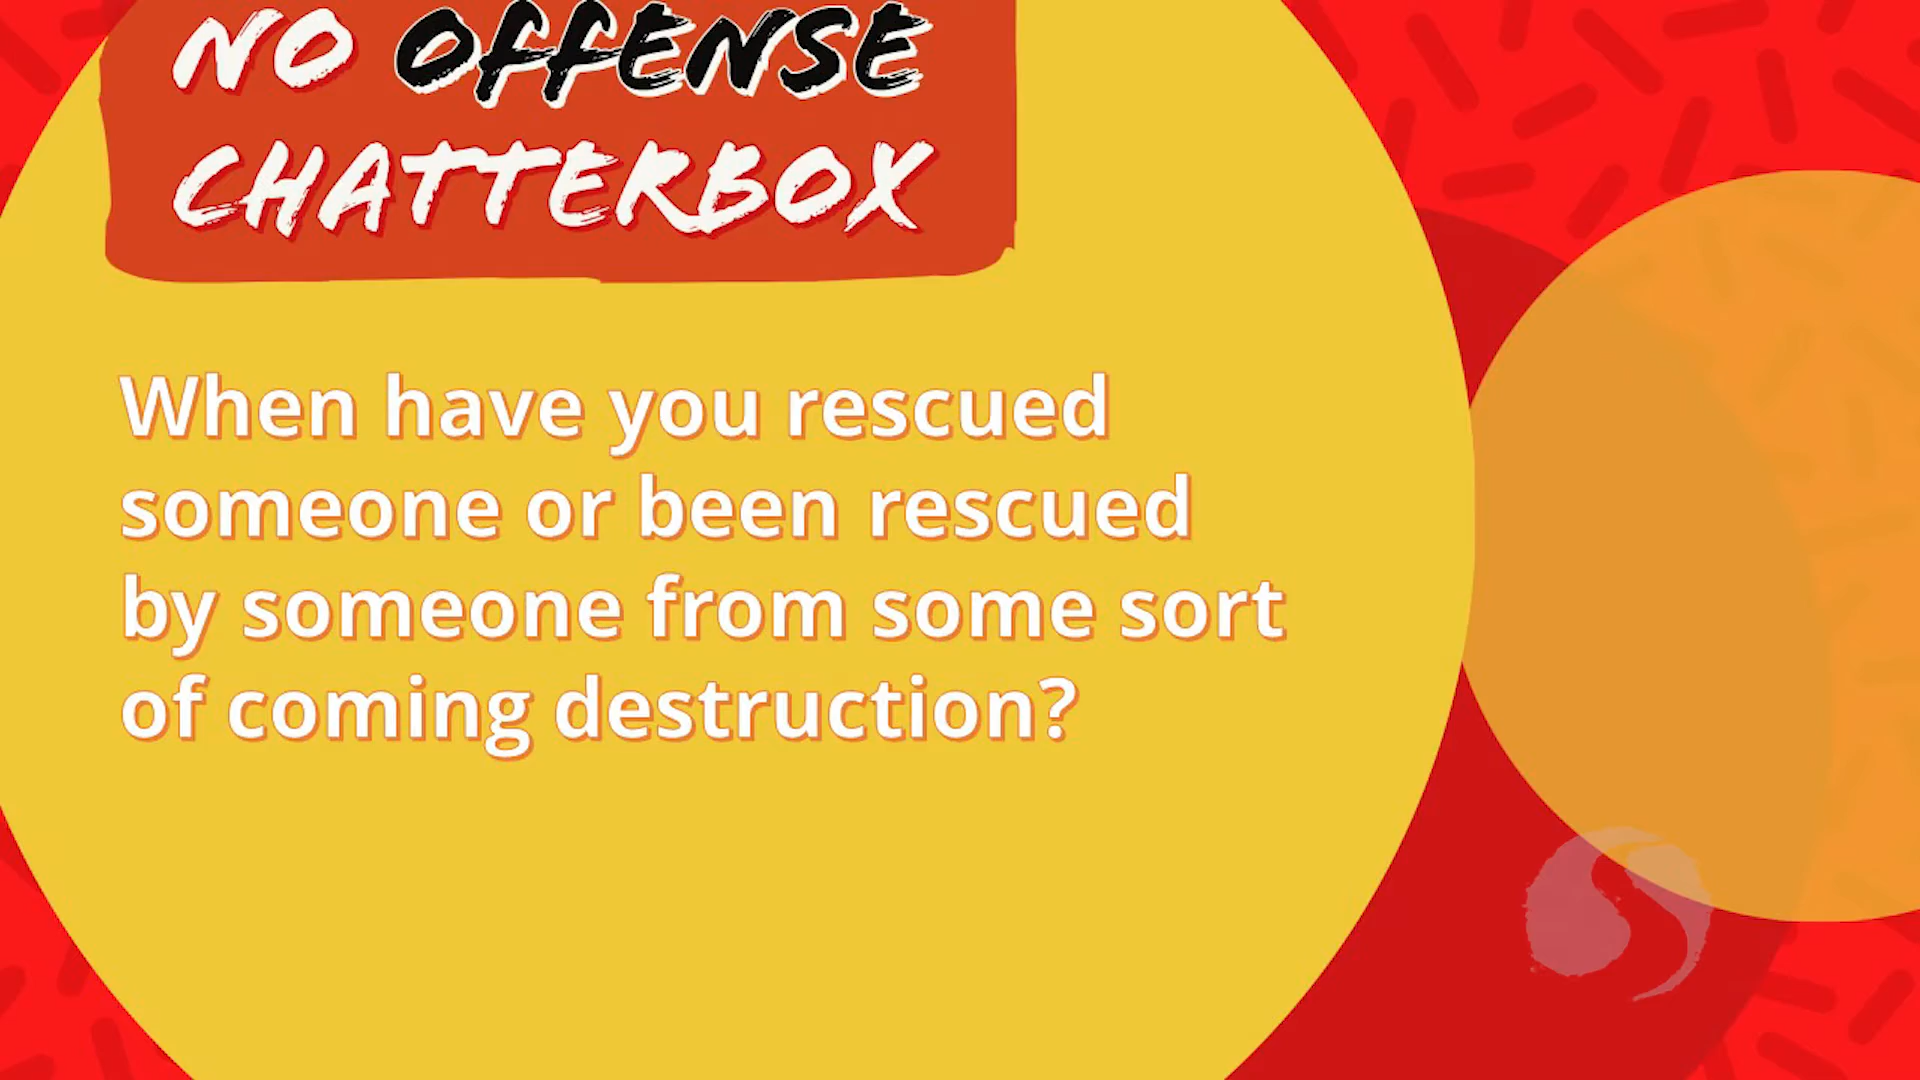 NO OFFENSE
CHATTERBOX
When have you rescued
someone or been rescued
by someone from some sort
of coming destruction?